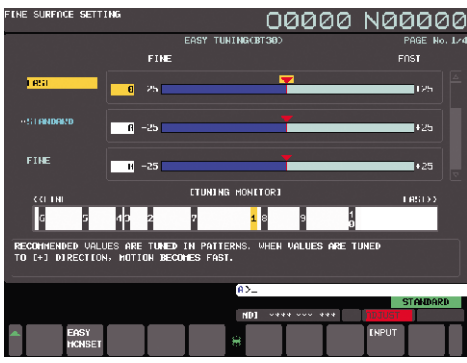 FINE SURFACE SETTING O0000 N00000
EASY TUNING(BT30) PAGE No. 1/4
FINE FAST
FAST 0 -25 +25
*STANDARD 0 -25 +25
FINE 0 -25 +25
[TUNING MONITOR]
<<FINE FAST>>
6 5 4 3 2 7 1 8 9 10
RECOMMENDED VALUES ARE TUNED IN PATTERNS. WHEN VALUES ARE TUNED
TO [+] DIRECTION, MOTION BECOMES FAST.
A>_
STANDARD
MDI **** *** ***
EASY INPUT
MCNSET